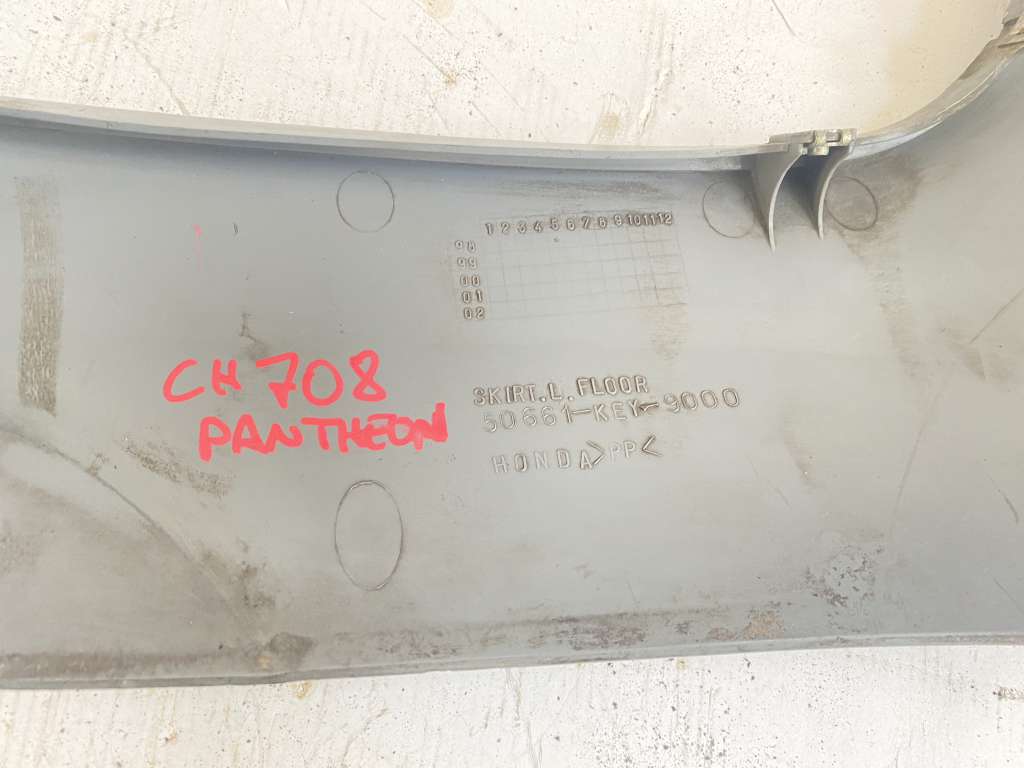 1 2 3 4 5 6 7 8 9 10 11 12
98
99
00
01
02
CH 708
PANTHEON
SKIRT.L.FLOOR
50661-KEY-9000
HONDA >PP<